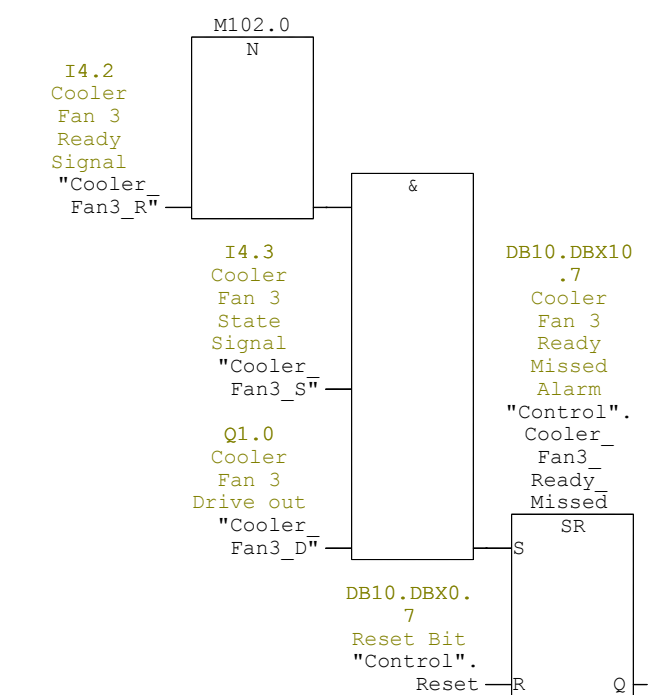 M102.0
N
I4.2
Cooler
Fan 3
Ready
Signal
"Cooler_
Fan3_R"
&
I4.3
Cooler
Fan 3
State
Signal
"Cooler_
Fan3_S"
Q1.0
Cooler
Fan 3
Drive out
"Cooler_
Fan3_D"
DB10.DBX10
.7
Cooler
Fan 3
Ready
Missed
Alarm
"Control".
Cooler_
Fan3_
Ready_
Missed
SR
S
DB10.DBX0.
7
Reset Bit
"Control".
Reset
R
Q